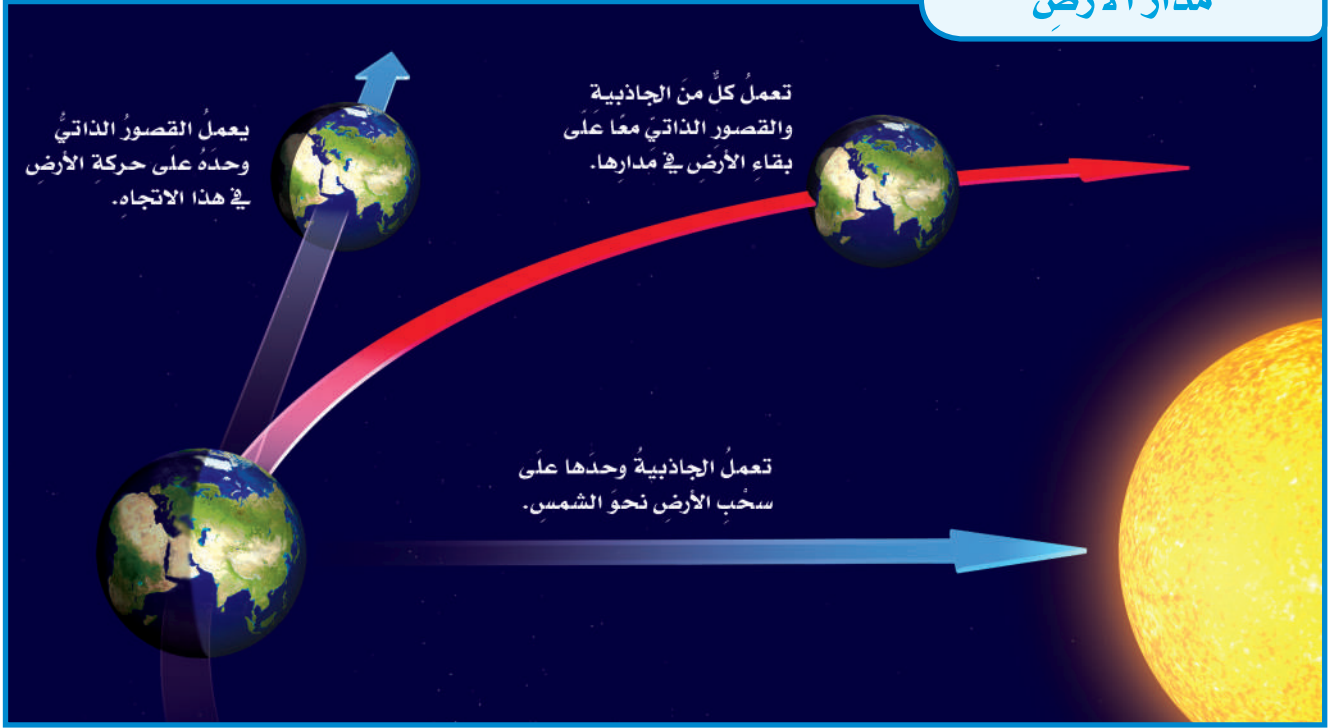 مدار الأرضِ
تعملُ كلٌّ منَ الجاذبية
والقصور الذاتيّ معًا علَى
بقاءِ الأرضِ في مَدارِها.
يعملُ القصورُ الذاتيُّ
وحدَهُ علَى حركةِ الأرضِ
في هذا الاتجاهِ.
تعملُ الجاذبيةُ وحدَها علَى
سحْبِ الأرضِ نحوَ الشمسِ.